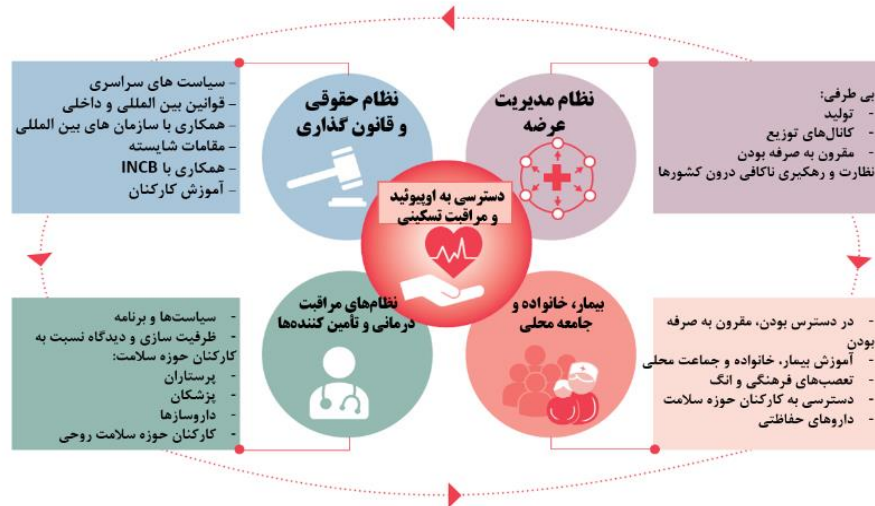 نظام مدیریت
عرضه
بی طرفی:
- تولید
- کانال‌های توزیع
- مقرون به صرفه بودن
نظارت و رهگیری ناکافی درون کشورها
نظام حقوقی
و قانون گذاری
– سیاست های سراسری
– قوانین بین المللی و داخلی
– همکاری با سازمان های بین المللی
– مقامات شایسته
– همکاری با INCB
– آموزش کارکنان
دسترسی به اوپیوئید
و مراقبت تسکینی
بیمار، خانواده و
جامعه محلی
- در دسترس بودن، مقرون به صرفه
بودن
- آموزش بیمار، خانواده و جماعت محلی
- تعصب‌های فرهنگی و انگ
- دسترسی به کارکنان حوزه سلامت
- داروهای حفاظتی
نظام‌های مراقبت
درمانی و تأمین کننده‌ها
- سیاست‌ها و برنامه
- ظرفیت سازی و دیدگاه نسبت به
کارکنان حوزه سلامت:
- پرستاران
- پزشکان
- داروسازها
- کارکنان حوزه سلامت روحی